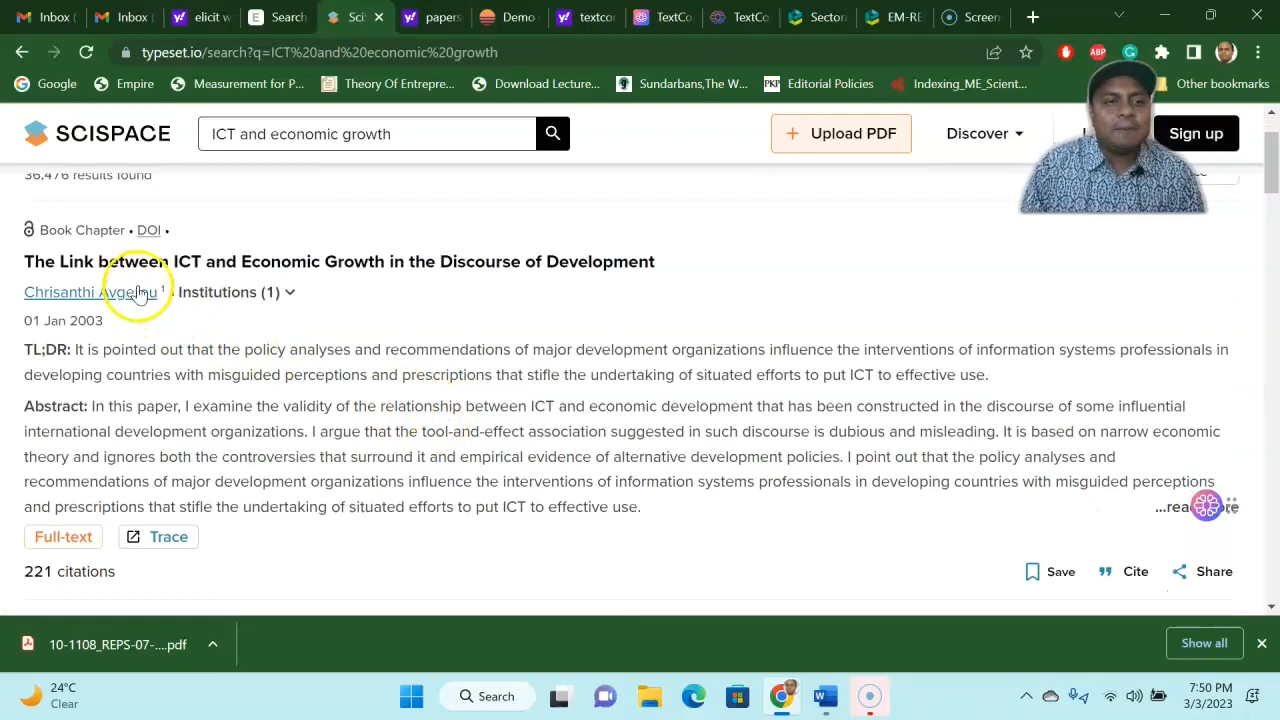 Inbox (
Inbox (
elicit w
Search
Scis
papers
Demo
textcor
TextCo
TextCo
Sector
EM-RE
Screen
typeset.io/search?q=ICT%20and%20economic%20growth
Google
Empire
Measurement for P...
Theory Of Entrepre...
Download Lecture...
Sundarbans,The W...
PKP
Editorial Policies
Indexing_ME_Scient...
Other bookmarks
ABP
SCISPACE
ICT and economic growth
Upload PDF
Discover
Sign up
36,476 results found
Book Chapter • DOI •
The Link between ICT and Economic Growth in the Discourse of Development
Chrisanthi Avgerou 1 Institutions (1)
01 Jan 2003
TL;DR: It is pointed out that the policy analyses and recommendations of major development organizations influence the interventions of information systems professionals in
developing countries with misguided perceptions and prescriptions that stifle the undertaking of situated efforts to put ICT to effective use.
Abstract: In this paper, I examine the validity of the relationship between ICT and economic development that has been constructed in the discourse of some influential
international development organizations. I argue that the tool-and-effect association suggested in such discourse is dubious and misleading. It is based on narrow economic
theory and ignores both the controversies that surround it and empirical evidence of alternative development policies. I point out that the policy analyses and
recommendations of major development organizations influence the interventions of information systems professionals in developing countries with misguided perceptions
and prescriptions that stifle the undertaking of situated efforts to put ICT to effective use.
...read more
Full-text
Trace
221 citations
Save
Cite
Share
10-1108_REPS-07-....pdf
Show all
24°C
Clear
Search
7:50 PM
3/3/2023